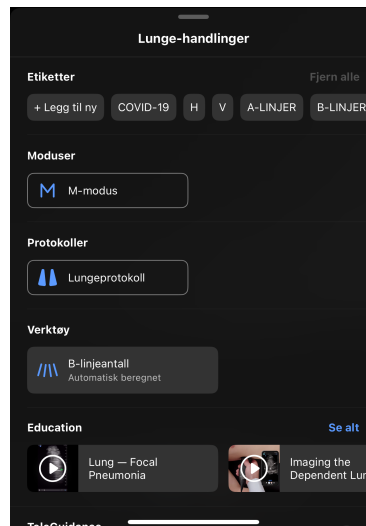 Lunge-handlinger
Etiketter
Fjern alle
+ Legg til ny
COVID-19
H
V
A-LINJER
B-LINJER
Moduser
M-modus
Protokoller
Lungeprotokoll
Verktøy
B-linjeantall
Automatisk beregnet
Education
Se alt
Lung — Focal
Pneumonia
Imaging the
Dependent Lun
TeleGuidance